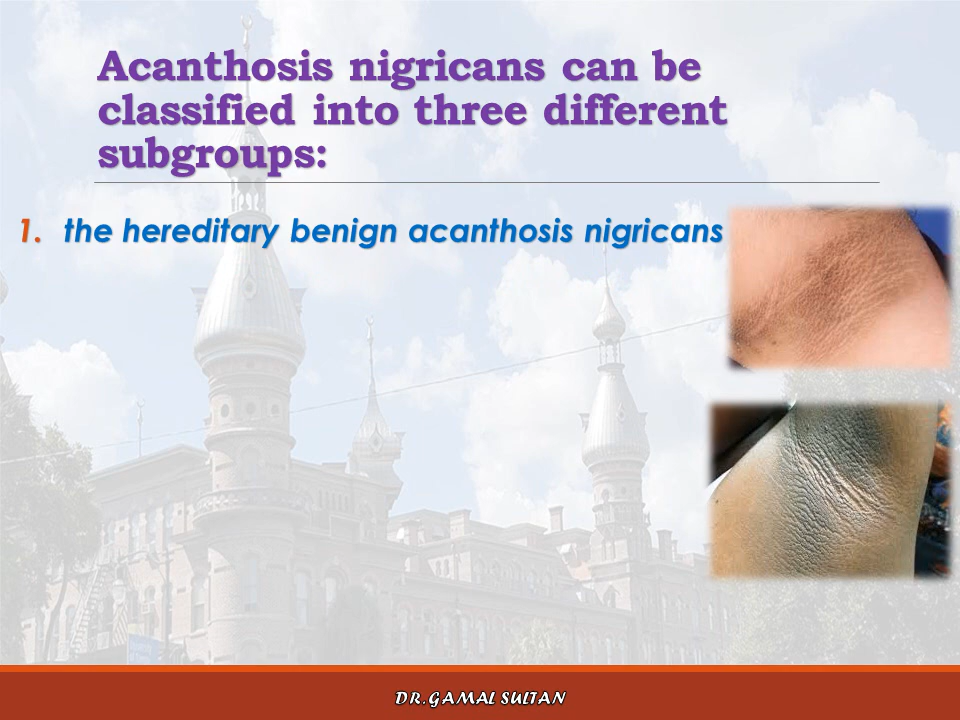 Acanthosis nigricans can be
classified into three different
subgroups:
1. the hereditary benign acanthosis nigricans
DR.GAMAL SULTAN